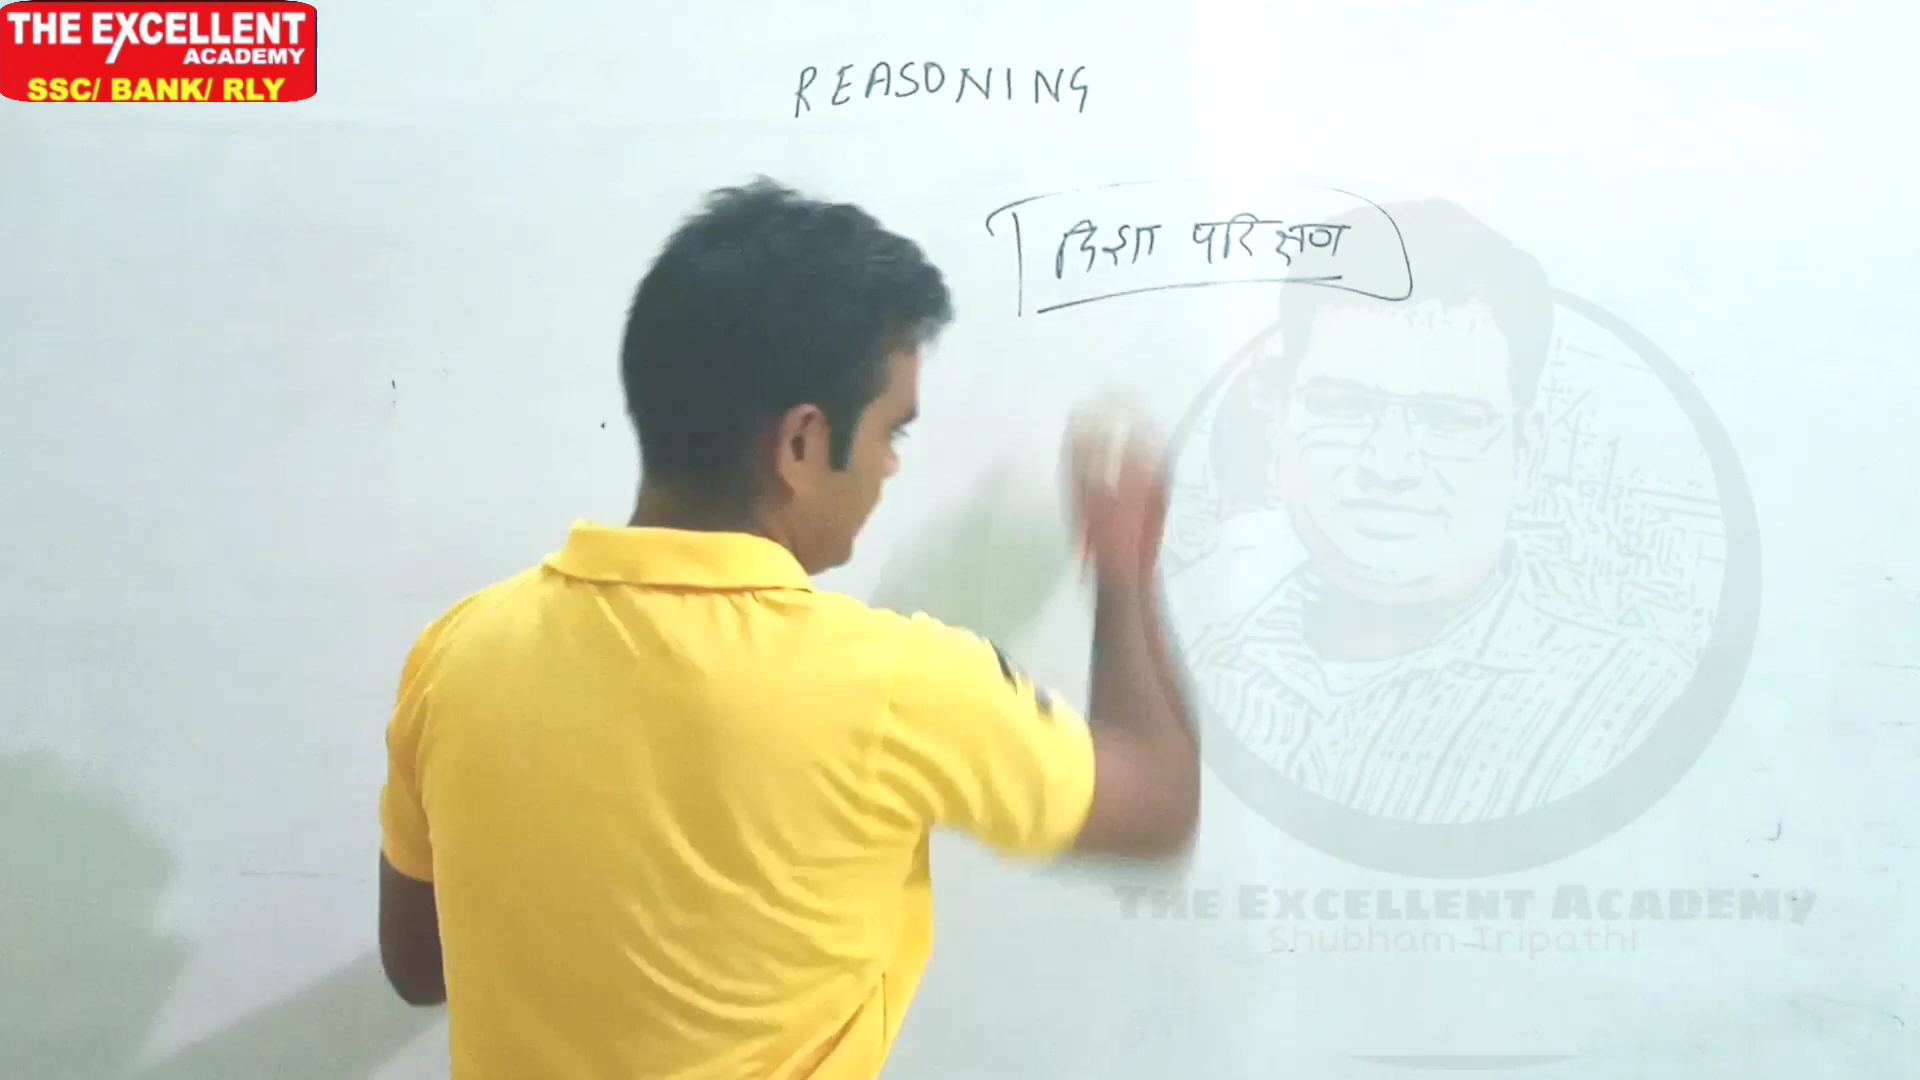 THE EXCELLENT
ACADEMY
SSC/ BANK/ RLY
REASONING
दिशा परिक्षण
THE EXCELLENT ACADEMY
Shubham Tripathi